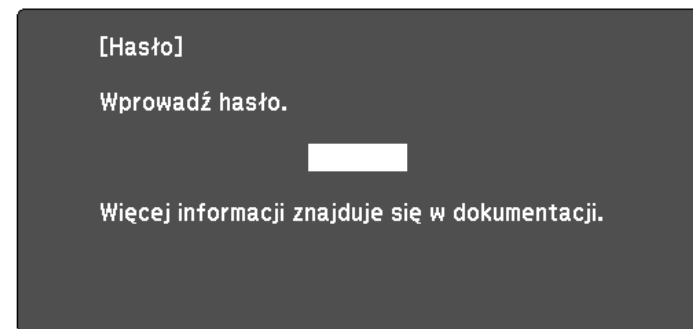 [Hasło]
Wprowadź hasło.
Więcej informacji znajduje się w dokumentacji.